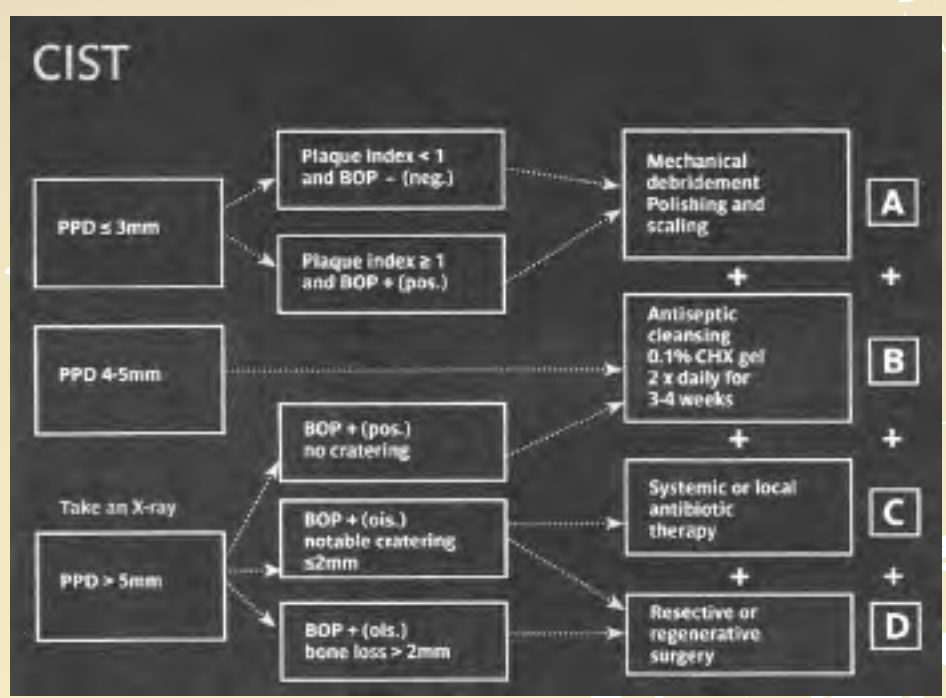 CIST
PPD ≤ 3mm
Plaque Index < 1
and BOP - (neg.)
Plaque index ≥ 1
and BOP + (pos.)
Mechanical
debridement
Polishing and
scaling
A
+
+
PPD 4-5mm
Antiseptic
cleansing
0.1% CHX gel
2 x daily for
3-4 weeks
B
+
+
Take an X-ray
PPD > 5mm
BOP + (pos.)
no cratering
BOP + (ois.)
notable cratering
≤2mm
BOP + (ols.)
bone loss > 2mm
Systemic or local
antibiotic
therapy
C
+
+
Resective or
regenerative
surgery
D